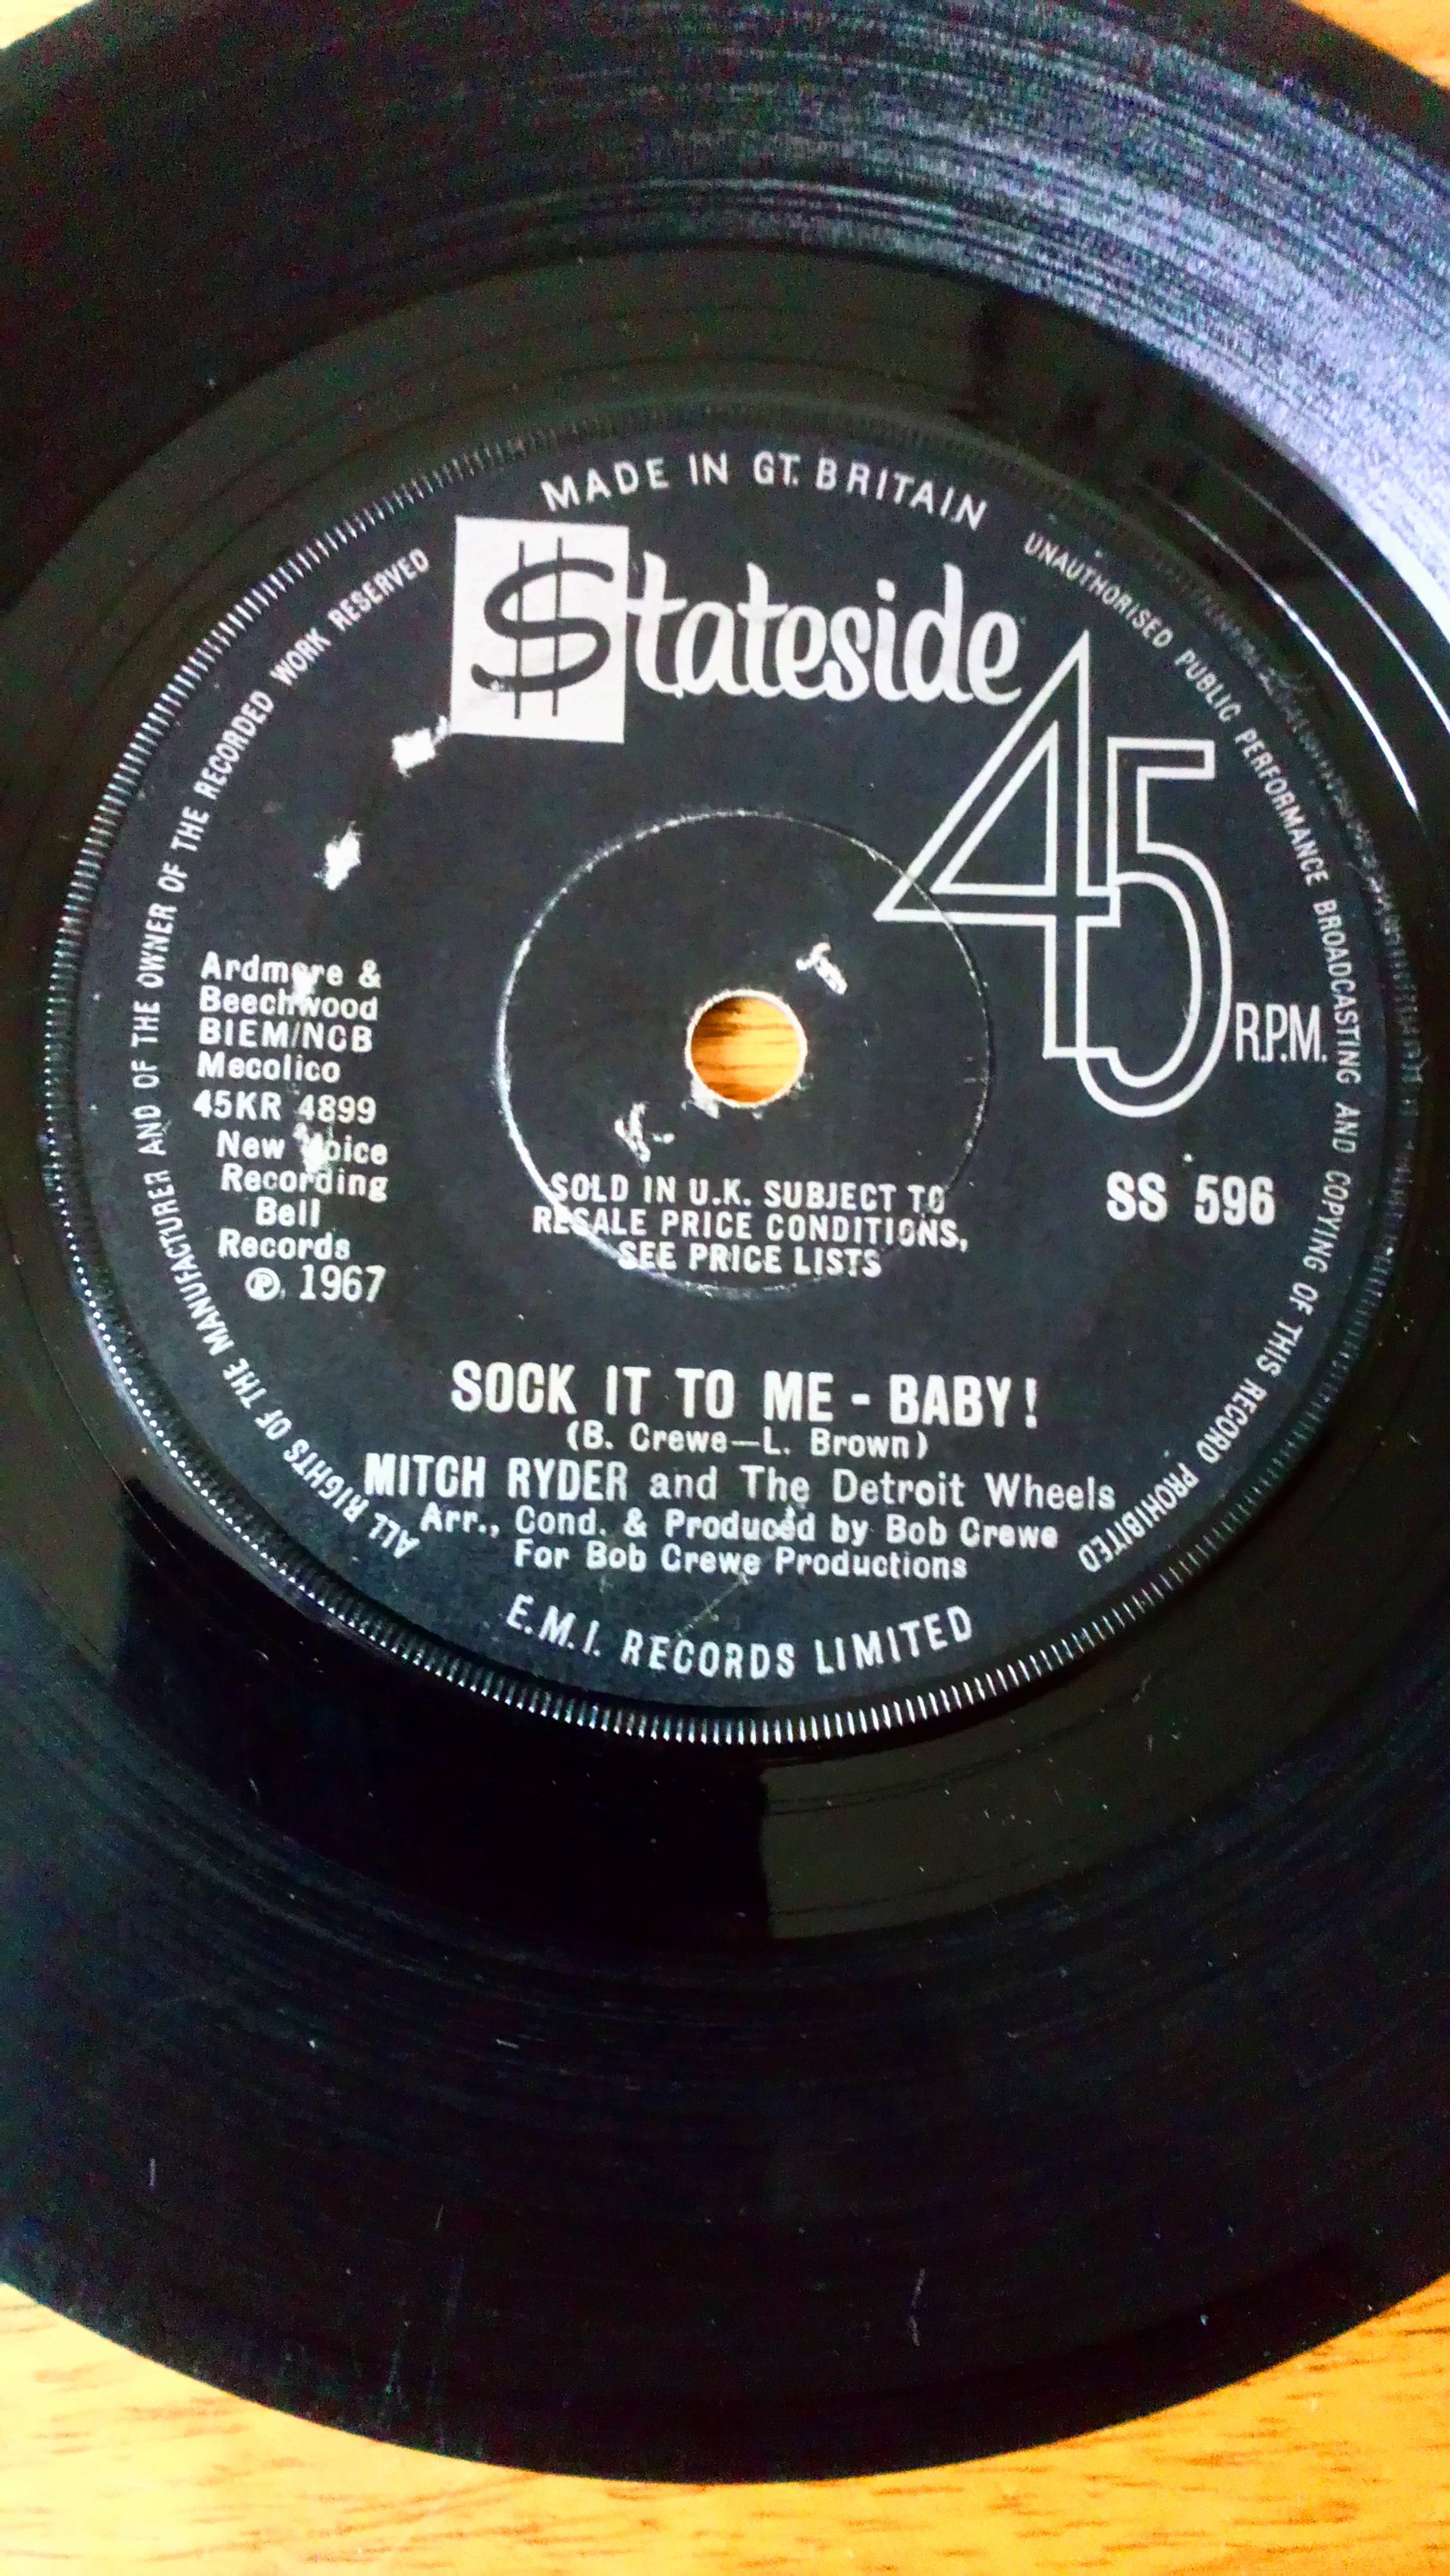 MADE IN GT. BRITAIN
UNAUTHORISED PUBLIC PERFORMANCE BROADCASTING AND COPYING OF THIS RECORD PROHIBITED
ALL RIGHTS OF THE MANUFACTURER AND OF THE OWNER OF THE RECORDED WORK RESERVED
Stateside
45
R.P.M.
Ardmore &
Beechwood
BIEM/NCB
Mecolico
45KR 4899
New Voice
Recording
Bell
Records
℗. 1967
SOLD IN U.K. SUBJECT TO
RESALE PRICE CONDITIONS,
SEE PRICE LISTS
SS 596
SOCK IT TO ME - BABY!
(B. Crewe—L. Brown)
MITCH RYDER and The Detroit Wheels
Arr., Cond. & Produced by Bob Crewe
For Bob Crewe Productions
E.M.I. RECORDS LIMITED